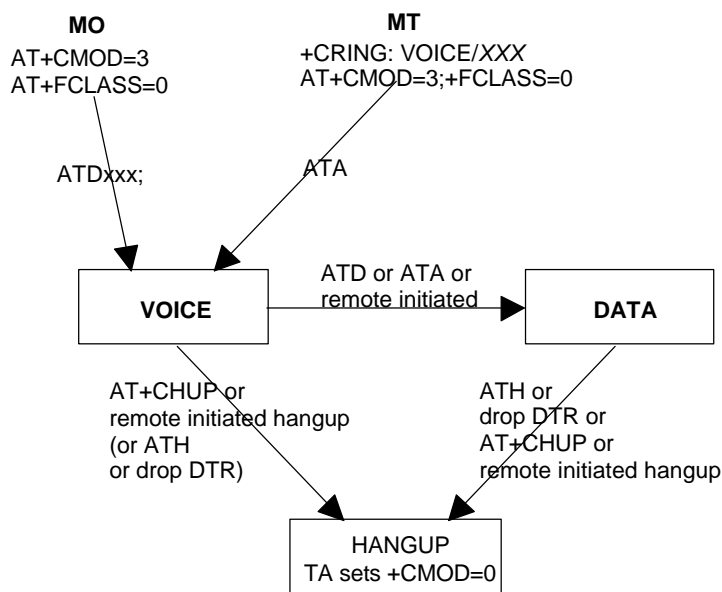 MO
AT+CMOD=3
AT+FCLASS=0
MT
+CRING: VOICE/XXX
AT+CMOD=3;+FCLASS=0
ATDxxx;
ATA
VOICE
ATD or ATA or
remote initiated
DATA
AT+CHUP or
remote initiated hangup
(or ATH
or drop DTR)
ATH or
drop DTR or
AT+CHUP or
remote initiated hangup
HANGUP
TA sets +CMOD=0